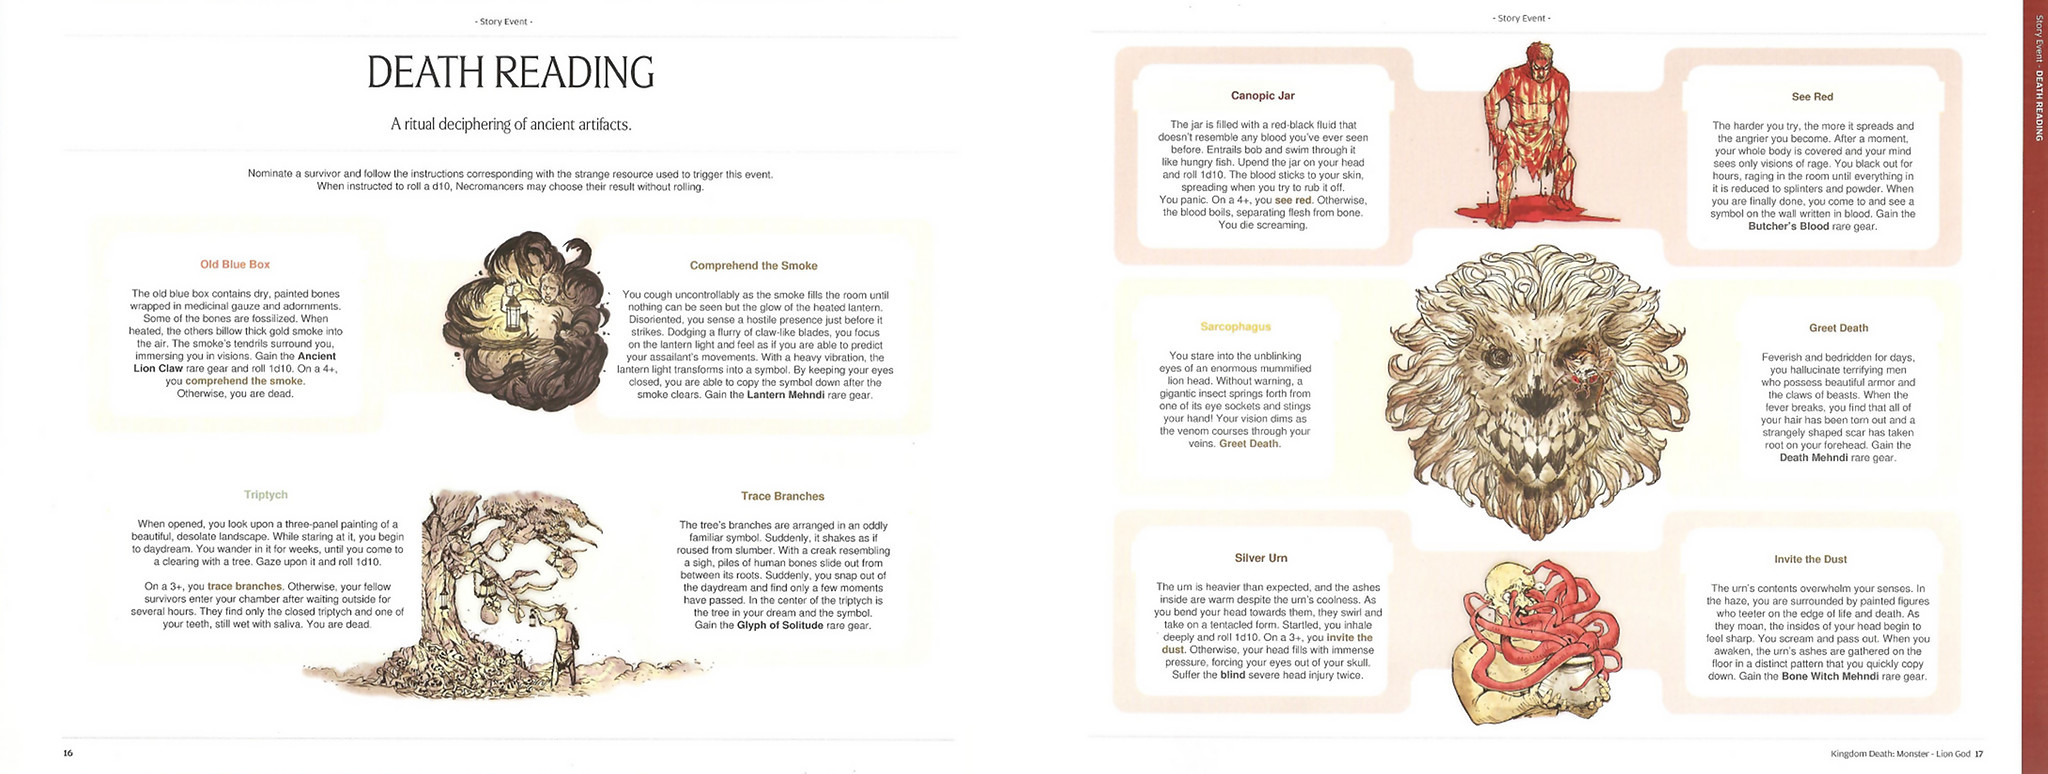 - Story Event -
DEATH READING
A ritual deciphering of ancient artifacts.
Nominate a survivor and follow the instructions corresponding with the strange resource used to trigger this event.
When instructed to roll a d10, Necromancers may choose their result without rolling.
Old Blue Box
The old blue box contains dry, painted bones
wrapped in medicinal gauze and adornments.
Some of the bones are fossilized. When
heated, the others billow thick gold smoke into
the air. The smoke's tendrils surround you,
immersing you in visions. Gain the Ancient
Lion Claw rare gear and roll 1d10. On a 4+,
you comprehend the smoke.
Otherwise, you are dead.
Comprehend the Smoke
You cough uncontrollably as the smoke fills the room until
nothing can be seen but the glow of the heated lantern.
Disoriented, you sense a hostile presence just before it
strikes. Dodging a flurry of claw-like blades, you focus
on the lantern light and feel as if you are able to predict
your assailant's movements. With a heavy vibration, the
lantern light transforms into a symbol. By keeping your eyes
closed, you are able to copy the symbol down after the
smoke clears. Gain the Lantern Mehndi rare gear.
Triptych
When opened, you look upon a three-panel painting of a
beautiful, desolate landscape. While staring at it, you begin
to daydream. You wander in it for weeks, until you come to
a clearing with a tree. Gaze upon it and roll 1d10.
On a 3+, you trace branches. Otherwise, your fellow
survivors enter your chamber after waiting outside for
several hours. They find only the closed triptych and one of
your teeth, still wet with saliva. You are dead.
Trace Branches
The tree's branches are arranged in an oddly
familiar symbol. Suddenly, it shakes as if
roused from slumber. With a creak resembling
a sigh, piles of human bones slide out from
between its roots. Suddenly, you snap out of
the daydream and find only a few moments
have passed. In the center of the triptych is
the tree in your dream and the symbol.
Gain the Glyph of Solitude rare gear.
16
- Story Event -
Canopic Jar
The jar is filled with a red-black fluid that
doesn't resemble any blood you've ever seen
before. Entrails bob and swim through it
like hungry fish. Upend the jar on your head
and roll 1d10. The blood sticks to your skin,
spreading when you try to rub it off.
You panic. On a 4+, you see red. Otherwise,
the blood boils, separating flesh from bone.
You die screaming.
See Red
The harder you try, the more it spreads and
the angrier you become. After a moment,
your whole body is covered and your mind
sees only visions of rage. You black out for
hours, raging in the room until everything in
it is reduced to splinters and powder. When
you are finally done, you come to and see a
symbol on the wall written in blood. Gain the
Butcher's Blood rare gear.
Sarcophagus
You stare into the unblinking
eyes of an enormous mummified
lion head. Without warning, a
gigantic insect springs forth from
one of its eye sockets and stings
your hand! Your vision dims as
the venom courses through your
veins. Greet Death.
Greet Death
Feverish and bedridden for days,
you hallucinate terrifying men
who possess beautiful armor and
the claws of beasts. When the
fever breaks, you find that all of
your hair has been torn out and a
strangely shaped scar has taken
root on your forehead. Gain the
Death Mehndi rare gear.
Silver Urn
The urn is heavier than expected, and the ashes
inside are warm despite the urn's coolness. As
you bend your head towards them, they swirl and
take on a tentacled form. Startled, you inhale
deeply and roll 1d10. On a 3+, you invite the
dust. Otherwise, your head fills with immense
pressure, forcing your eyes out of your skull.
Suffer the blind severe head injury twice.
Invite the Dust
The urn's contents overwhelm your senses. In
the haze, you are surrounded by painted figures
who teeter on the edge of life and death. As
they moan, the insides of your head begin to
feel sharp. You scream and pass out. When you
awaken, the urn's ashes are gathered on the
floor in a distinct pattern that you quickly copy
down. Gain the Bone Witch Mehndi rare gear.
Kingdom Death: Monster - Lion God 17
Story Event - DEATH READING